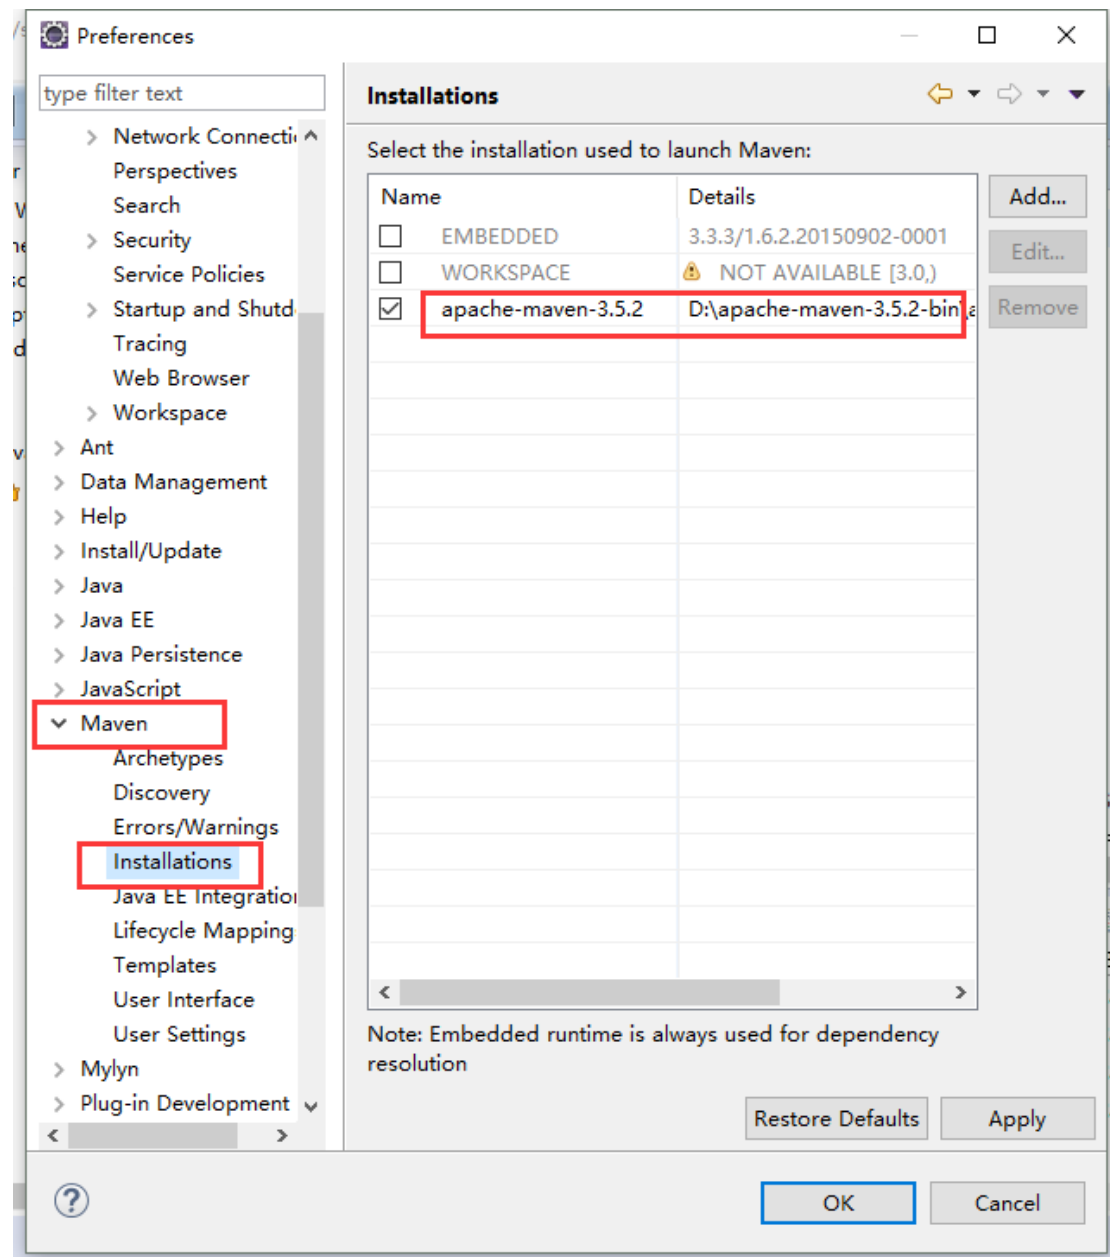 Preferences
type filter text
Network Connecti
Perspectives
Search
Security
Service Policies
Startup and Shutd
Tracing
Web Browser
Workspace
Ant
Data Management
Help
Install/Update
Java
Java EE
Java Persistence
JavaScript
Maven
Archetypes
Discovery
Errors/Warnings
Installations
Java EE Integration
Lifecycle Mapping
Templates
User Interface
User Settings
Mylyn
Plug-in Development
Installations
Select the installation used to launch Maven:
Name Details
EMBEDDED 3.3.3/1.6.2.20150902-0001
WORKSPACE NOT AVAILABLE [3.0,)
apache-maven-3.5.2 D:\apache-maven-3.5.2-bin\a
Add...
Edit...
Remove
Note: Embedded runtime is always used for dependency
resolution
Restore Defaults Apply
OK Cancel